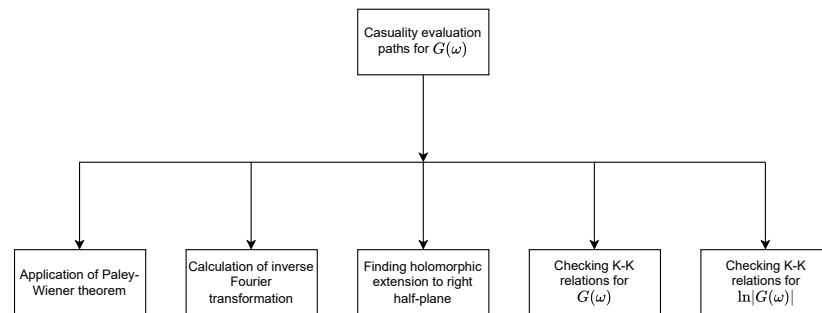 Casuality evaluation
paths for G(ω)
Application of Paley-
Wiener theorem
Calculation of inverse
Fourier
transformation
Finding holomorphic
extension to right
half-plane
Checking K-K
relations for
G(ω)
Checking K-K
relations for
ln|G(ω)|